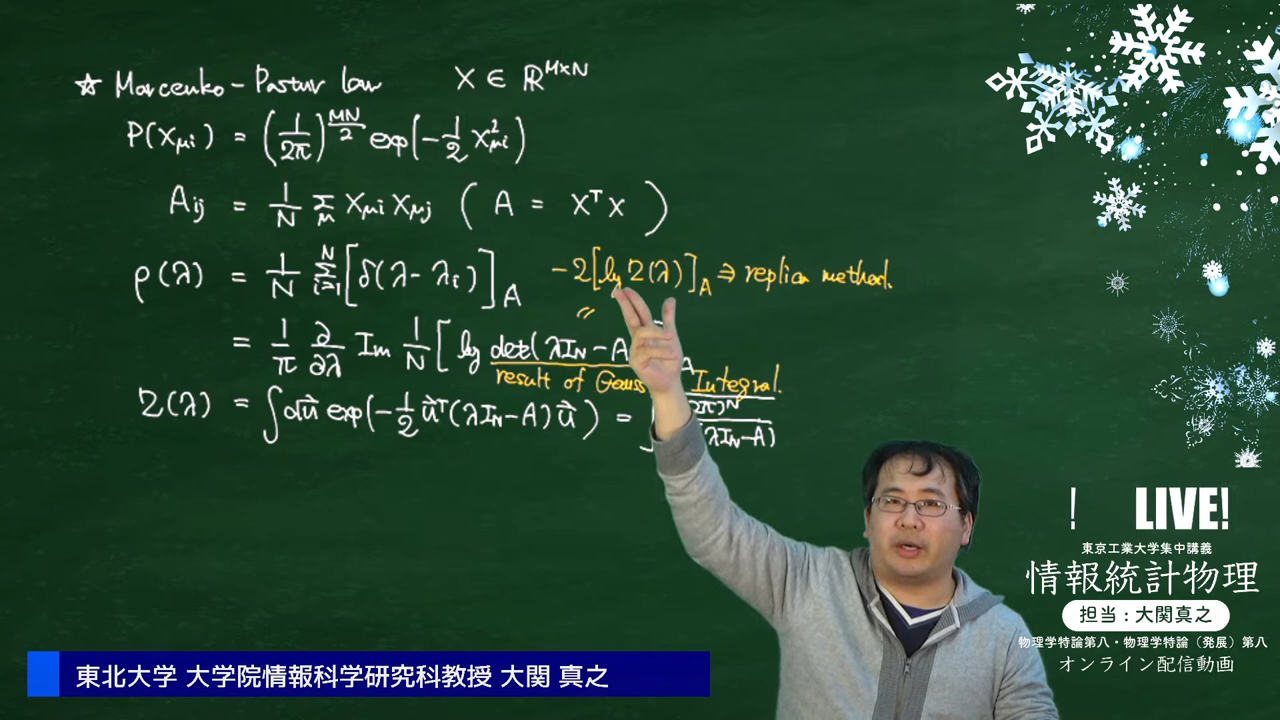 ☆ Marcenko - Pastur law X ∈ ℝ^{M×N}
P(X_{μi}) = (1/2π)^{MN/2} exp(-1/2 X²_{μi})
A_{ij} = 1/N Σ_μ X_{μi} X_{μj} ( A = X^T X )
ρ(λ) = 1/N Σ_{i=1}^N [δ(λ - λ_i)]_A -2[log Z(λ)]_A ⇒ replica method.
〃
= 1/π ∂/∂λ Im 1/N [ log det(λI_N - A
result of Gauss Integral.
Z(λ) = ∫du⃗ exp(-1/2 u⃗^T(λI_N - A)u⃗) = (2π)^N (λI_N - A)
! LIVE!
東京工業大学集中講義
情報統計物理
担当:大関真之
物理学特論第八・物理学特論(発展)第八
オンライン配信動画
東北大学 大学院情報科学研究科教授 大関 真之